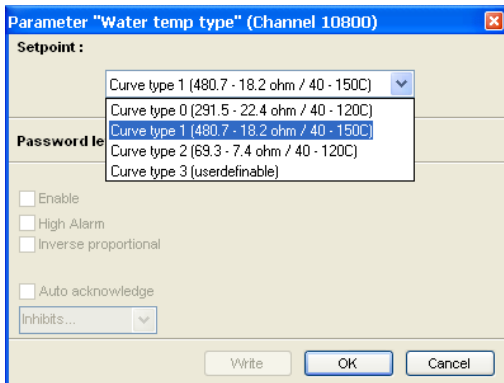 Parameter "Water temp type" (Channel 10800)
Setpoint :
Curve type 1 (480.7 - 18.2 ohm / 40 - 150C)
Curve type 0 (291.5 - 22.4 ohm / 40 - 120C)
Curve type 1 (480.7 - 18.2 ohm / 40 - 150C)
Password le
Curve type 2 (69.3 - 7.4 ohm / 40 - 120C)
Curve type 3 (userdefinable)
Enable
High Alarm
Inverse proportional
Auto acknowledge
Inhibits...
Write OK Cancel